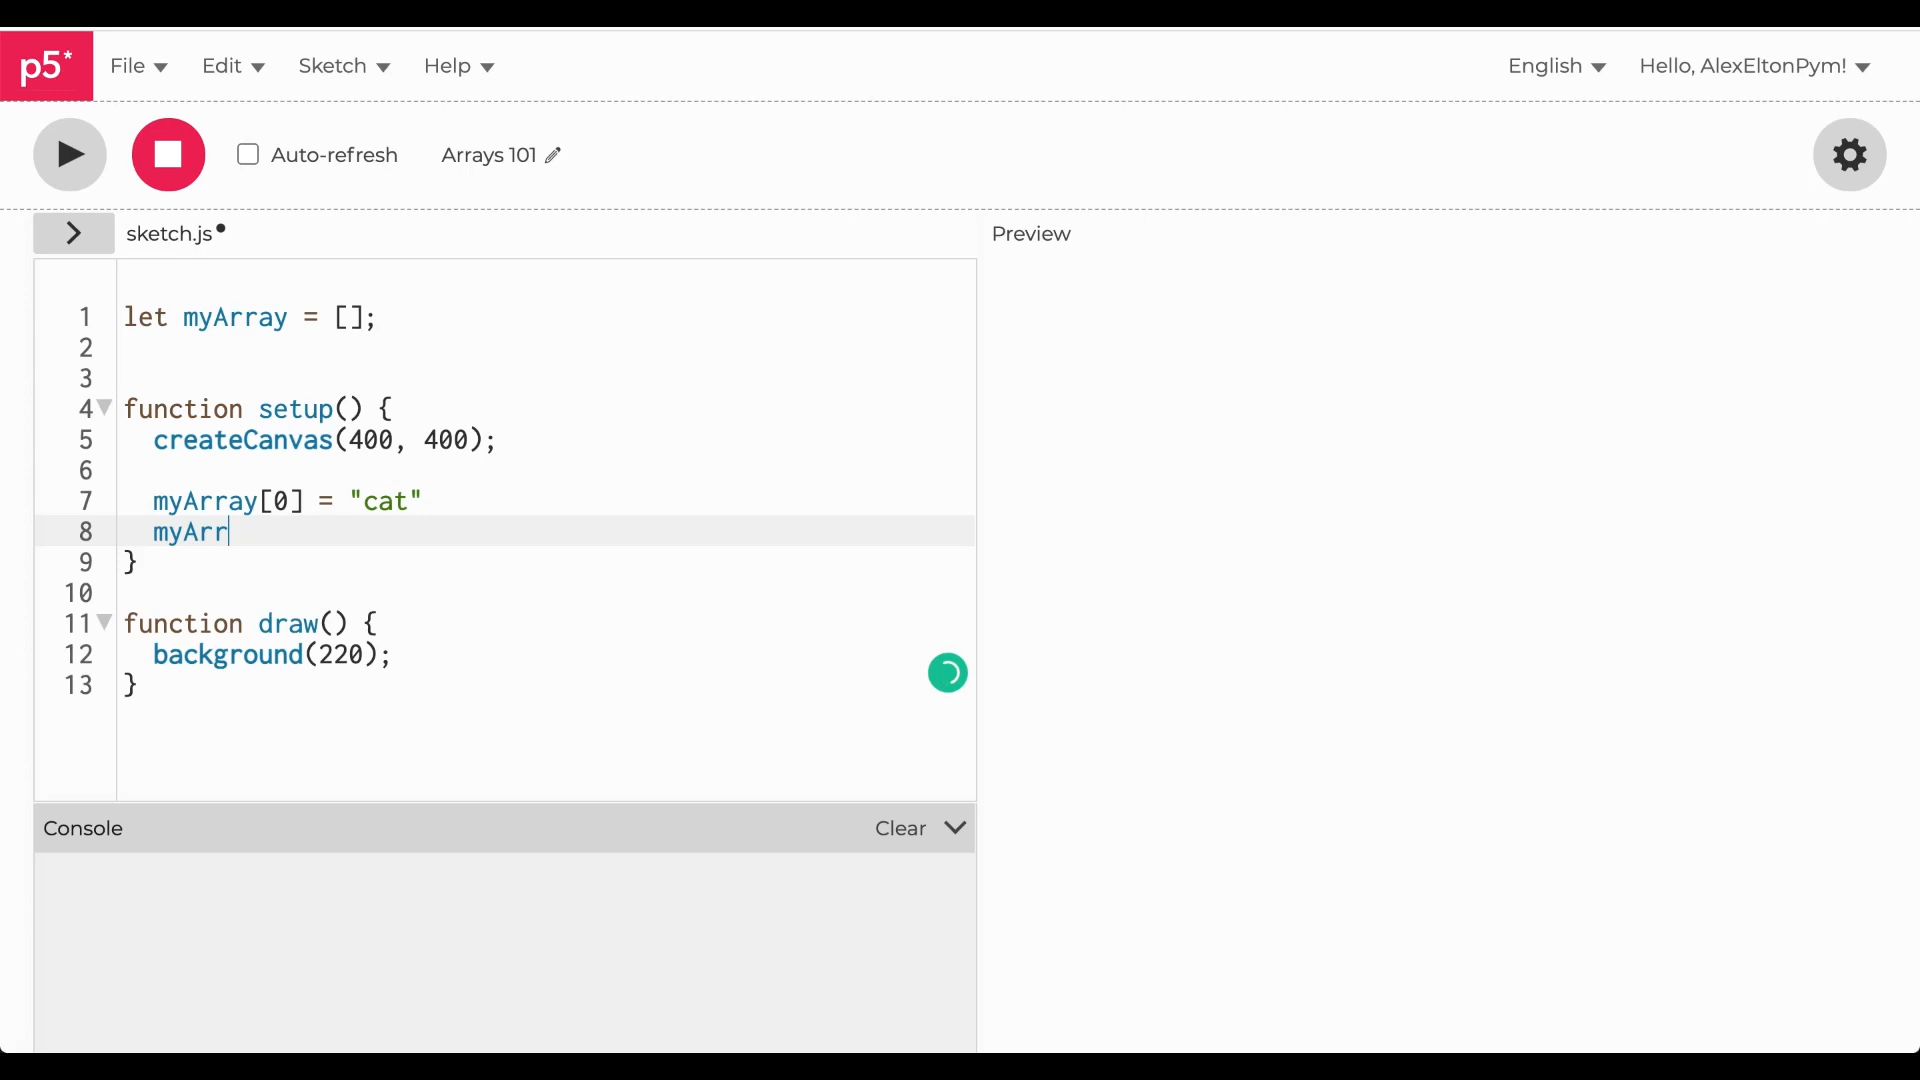 p5* File Edit Sketch Help English Hello, AlexEltonPym!
Auto-refresh Arrays 101
sketch.js Preview
1 let myArray = [];
2
3
4 function setup() {
5 createCanvas(400, 400);
6
7 myArray[0] = "cat"
8 myArr
9 }
10
11 function draw() {
12 background(220);
13 }
Console Clear